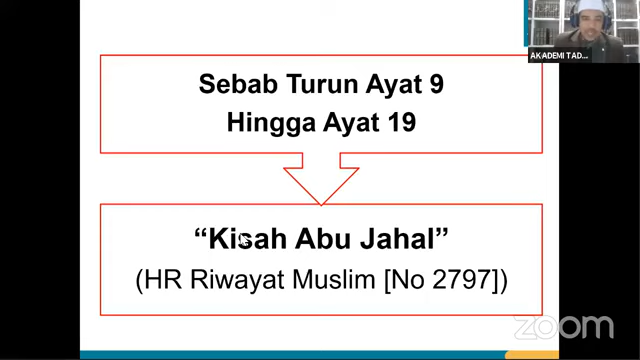 AKADEMI TAD...
Sebab Turun Ayat 9
Hingga Ayat 19
“Kisah Abu Jahal”
(HR Riwayat Muslim [No 2797])
zoom